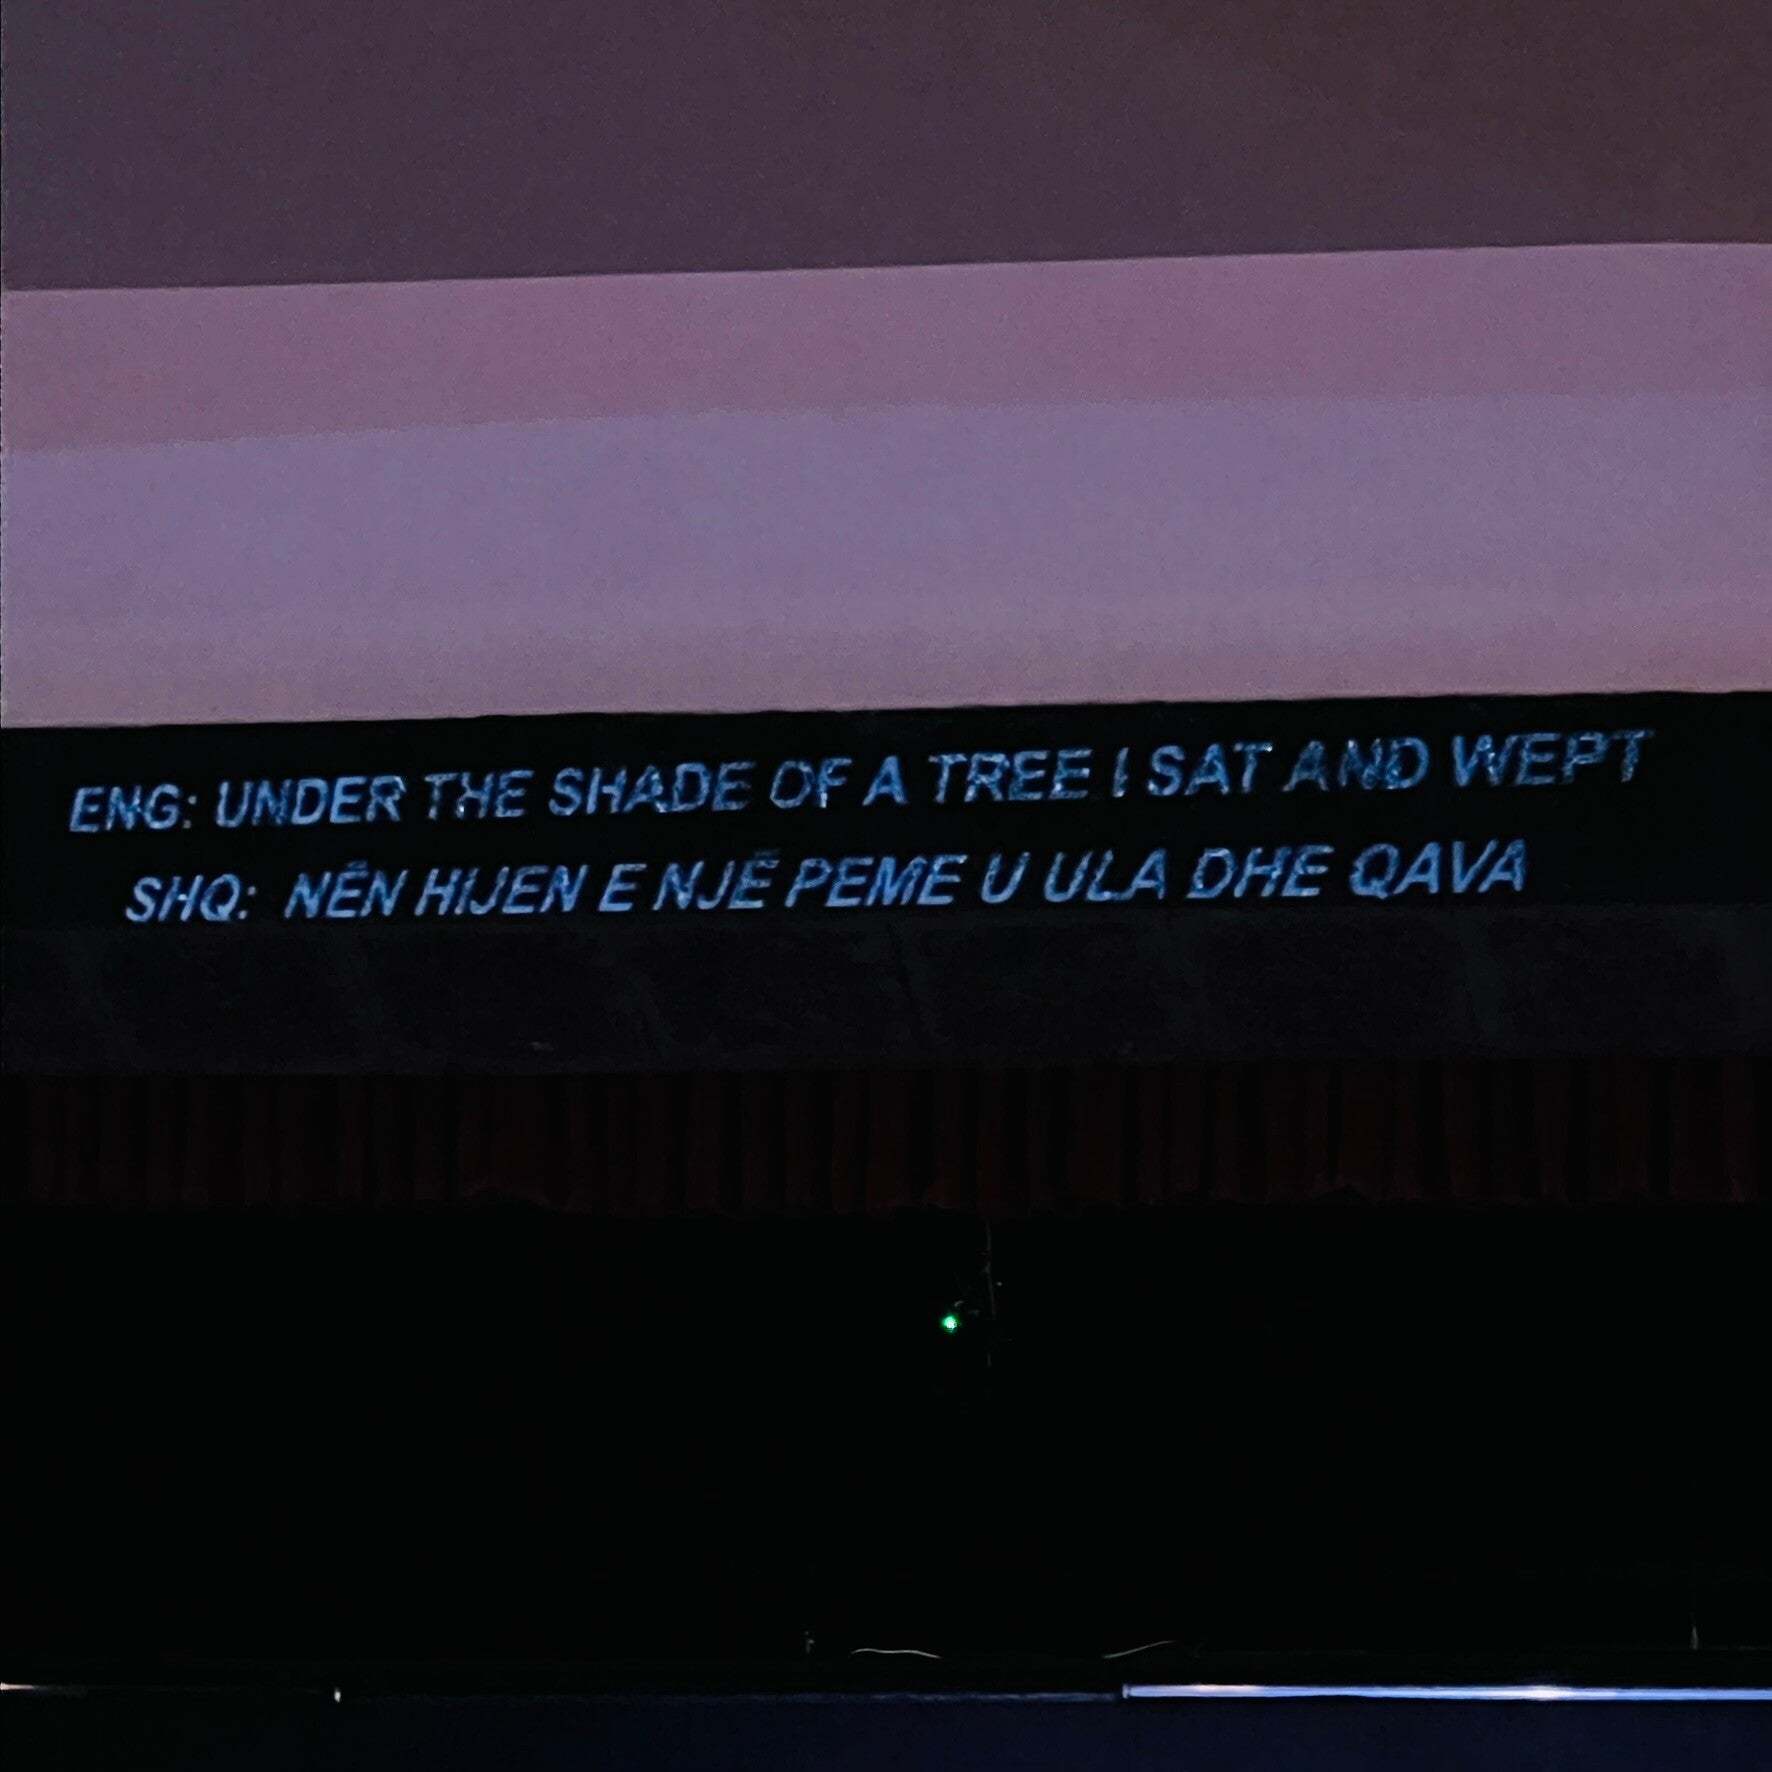 ENG: UNDER THE SHADE OF A TREE I SAT AND WEPT
SHQ: NËN HIJEN E NJË PEME U ULA DHE QAVA